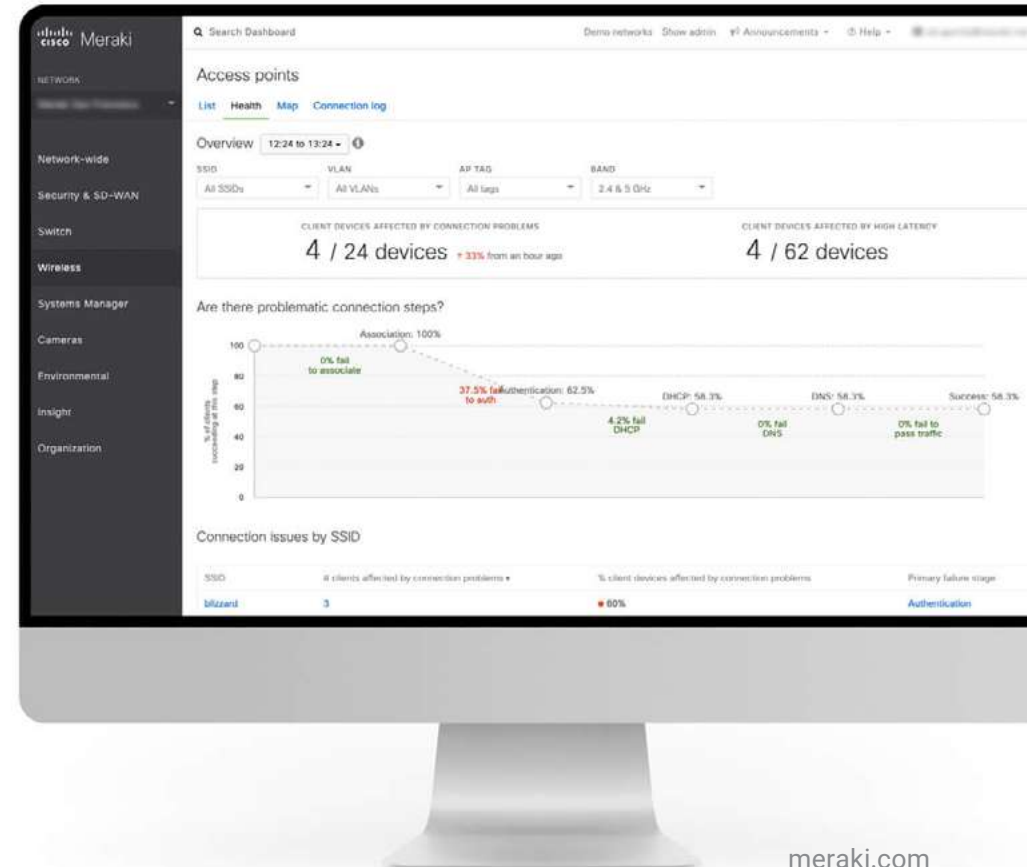 cisco Meraki
Search Dashboard
Demo networks Show admin Announcements Help
NETWORK
Network-wide
Security & SD-WAN
Switch
Wireless
Systems Manager
Cameras
Environmental
Insight
Organization
Access points
List Health Map Connection log
Overview 12:24 to 13:24
SSID VLAN AP TAG BAND
All SSIDs All VLANs All tags 2.4 & 5 GHz
CLIENT DEVICES AFFECTED BY CONNECTION PROBLEMS
4 / 24 devices ↑ 33% from an hour ago
CLIENT DEVICES AFFECTED BY HIGH LATENCY
4 / 62 devices
Are there problematic connection steps?
% of clients
succeeding at this step
100
80
60
40
20
0
Association: 100%
0% fail
to associate
37.5% fail
to auth
Authentication: 62.5%
4.2% fail
DHCP
DHCP: 58.3%
0% fail
DNS
DNS: 58.3%
0% fail to
pass traffic
Success: 58.3%
Connection issues by SSID
SSID # clients affected by connection problems % client devices affected by connection problems Primary failure stage
blizzard 3 60% Authentication
meraki.com